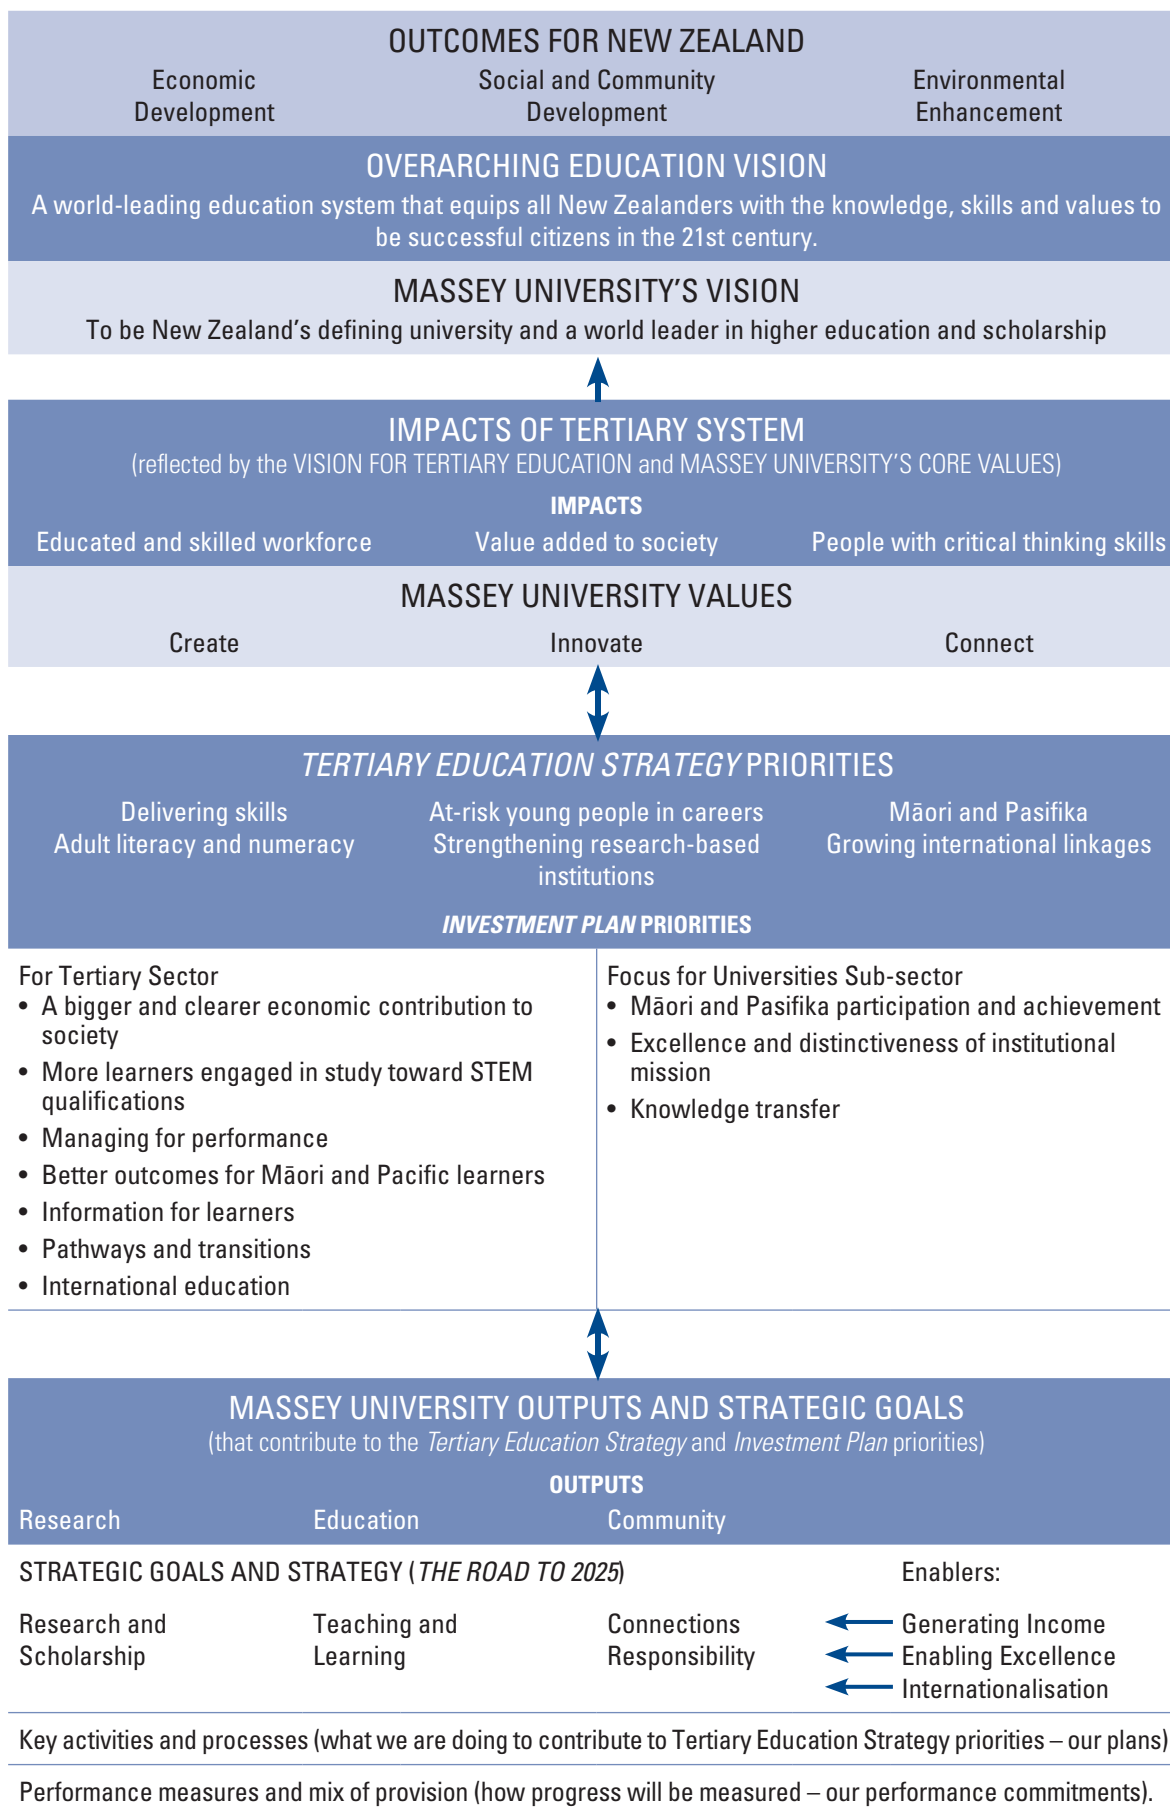 OUTCOMES FOR NEW ZEALAND
Economic Development
Social and Community Development
Environmental Enhancement
OVERARCHING EDUCATION VISION
A world-leading education system that equips all New Zealanders with the knowledge, skills and values to
be successful citizens in the 21st century.
MASSEY UNIVERSITY’S VISION
To be New Zealand’s defining university and a world leader in higher education and scholarship
IMPACTS OF TERTIARY SYSTEM
(reflected by the VISION FOR TERTIARY EDUCATION and MASSEY UNIVERSITY’S CORE VALUES)
IMPACTS
Educated and skilled workforce
Value added to society
People with critical thinking skills
MASSEY UNIVERSITY VALUES
Create
Innovate
Connect
TERTIARY EDUCATION STRATEGY PRIORITIES
Delivering skills
Adult literacy and numeracy
At-risk young people in careers
Strengthening research-based
institutions
Māori and Pasifika
Growing international linkages
INVESTMENT PLAN PRIORITIES
For Tertiary Sector
• A bigger and clearer economic contribution to
society
• More learners engaged in study toward STEM
qualifications
• Managing for performance
• Better outcomes for Māori and Pacific learners
• Information for learners
• Pathways and transitions
• International education
Focus for Universities Sub-sector
• Māori and Pasifika participation and achievement
• Excellence and distinctiveness of institutional
mission
• Knowledge transfer
MASSEY UNIVERSITY OUTPUTS AND STRATEGIC GOALS
(that contribute to the Tertiary Education Strategy and Investment Plan priorities)
OUTPUTS
Research
Education
Community
STRATEGIC GOALS AND STRATEGY (THE ROAD TO 2025)
Enablers:
Research and
Scholarship
Teaching and
Learning
Connections
Responsibility
Generating Income
Enabling Excellence
Internationalisation
Key activities and processes (what we are doing to contribute to Tertiary Education Strategy priorities – our plans)
Performance measures and mix of provision (how progress will be measured – our performance commitments).